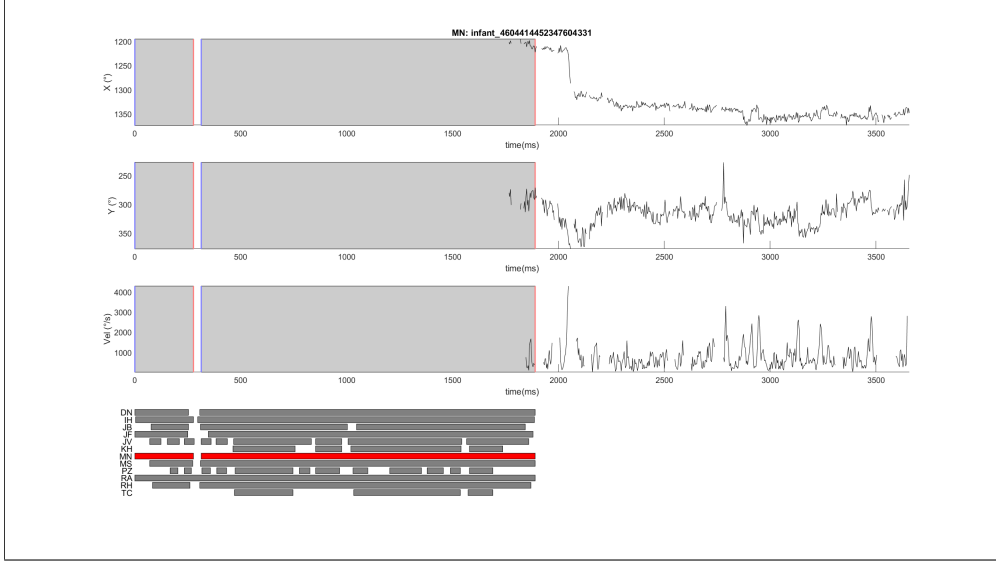 MN: infant_4604414452347604331
1200
1250
1300
1350
X (°)
0 500 1000 1500 2000 2500 3000 3500
time(ms)
250
300
350
Y (°)
0 500 1000 1500 2000 2500 3000 3500
time(ms)
4000
3000
2000
1000
Vel (°/s)
0 500 1000 1500 2000 2500 3000 3500
time(ms)
DN
IH
JB
JF
JV
KH
MN
MS
PZ
RA
RH
TC